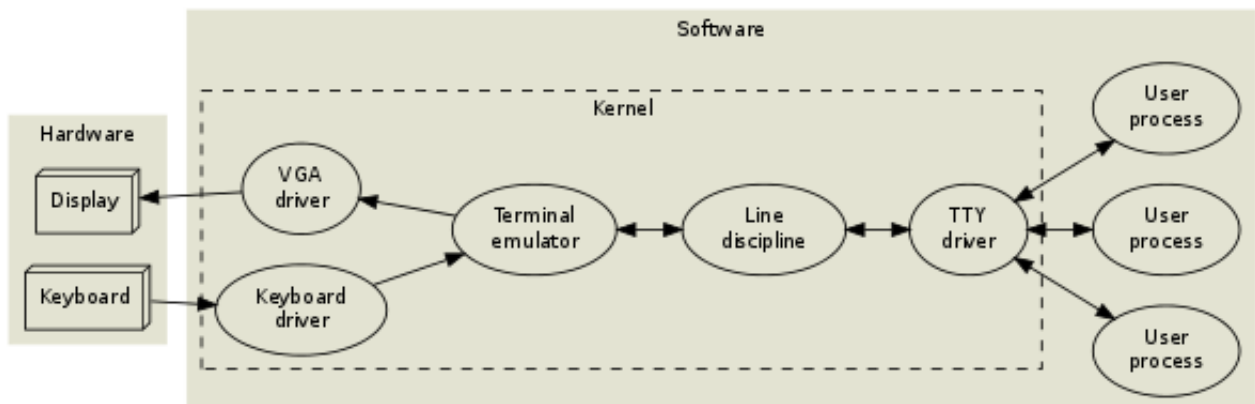 Software
Kernel
Hardware
Display
Keyboard
VGA
driver
Keyboard
driver
Terminal
emulator
Line
discipline
TTY
driver
User
process
User
process
User
process